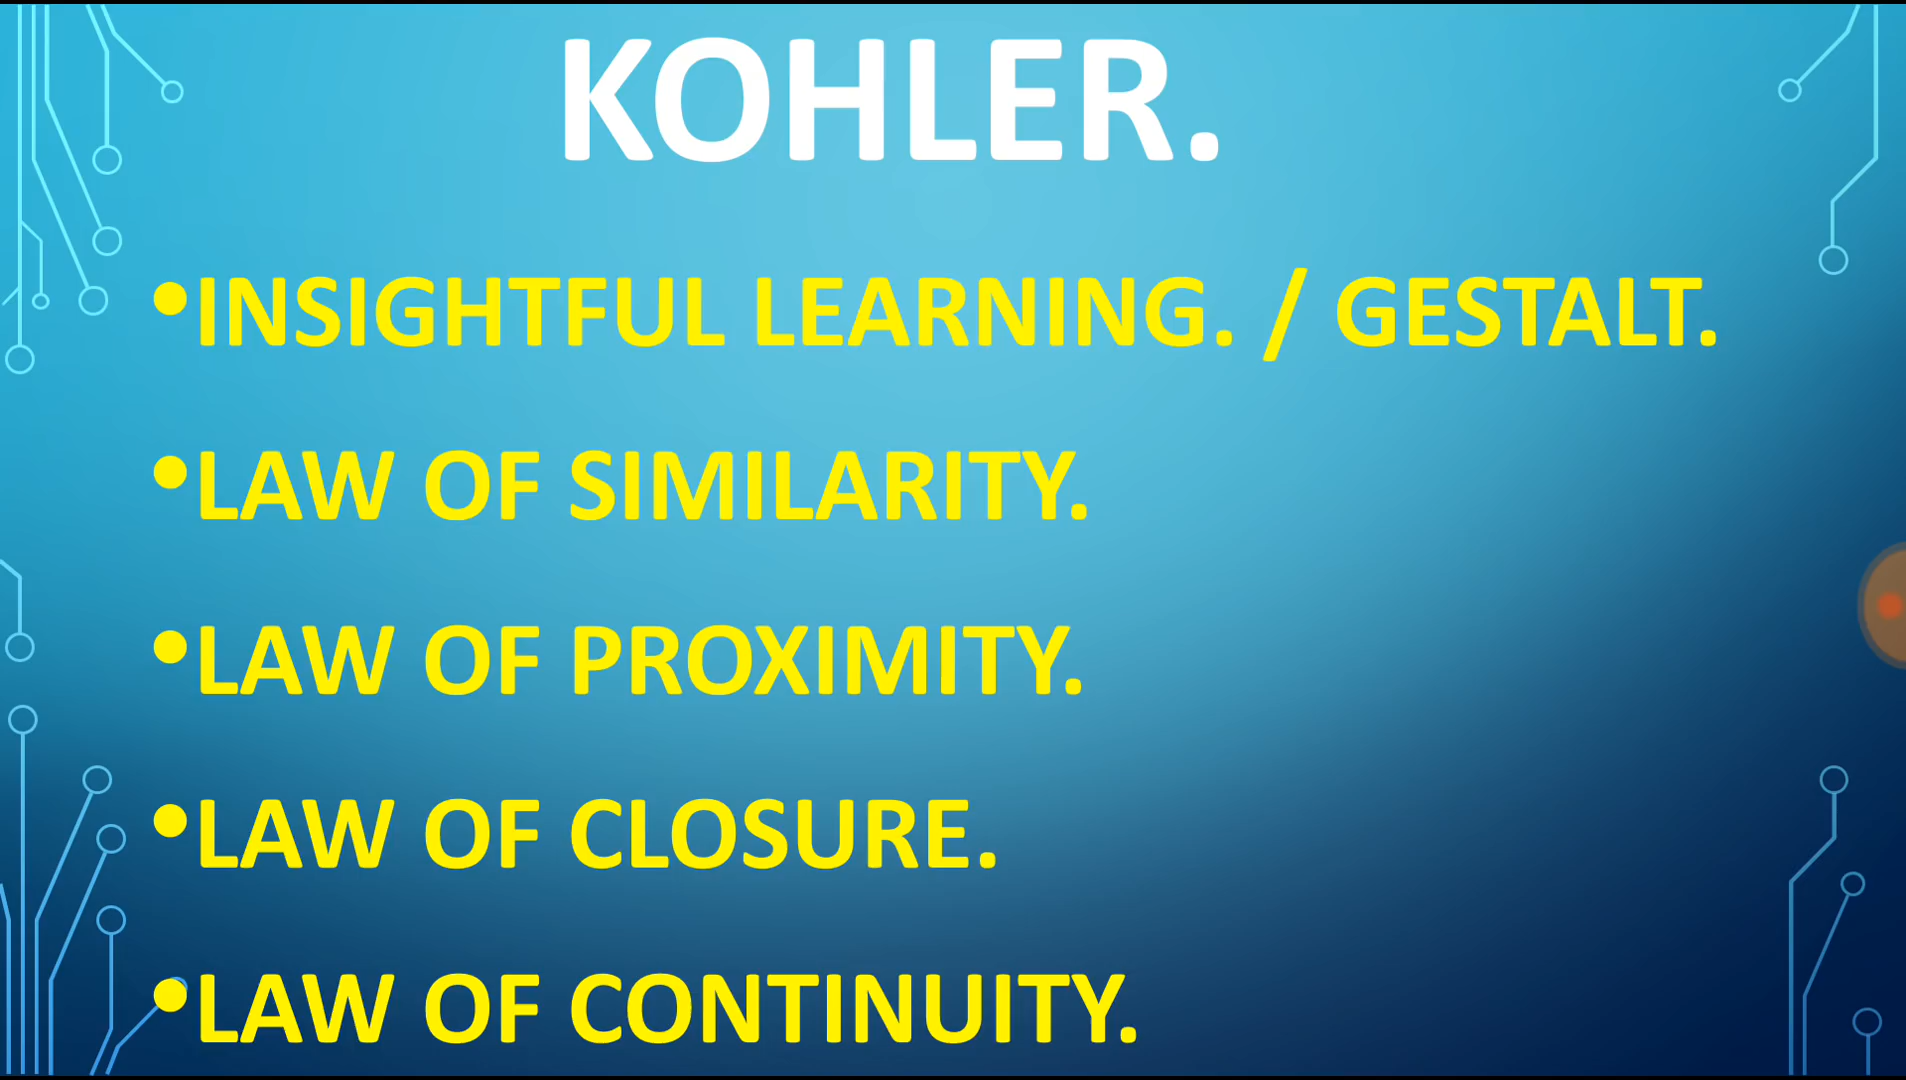 KOHLER.
•INSIGHTFUL LEARNING. / GESTALT.
•LAW OF SIMILARITY.
•LAW OF PROXIMITY.
•LAW OF CLOSURE.
•LAW OF CONTINUITY.